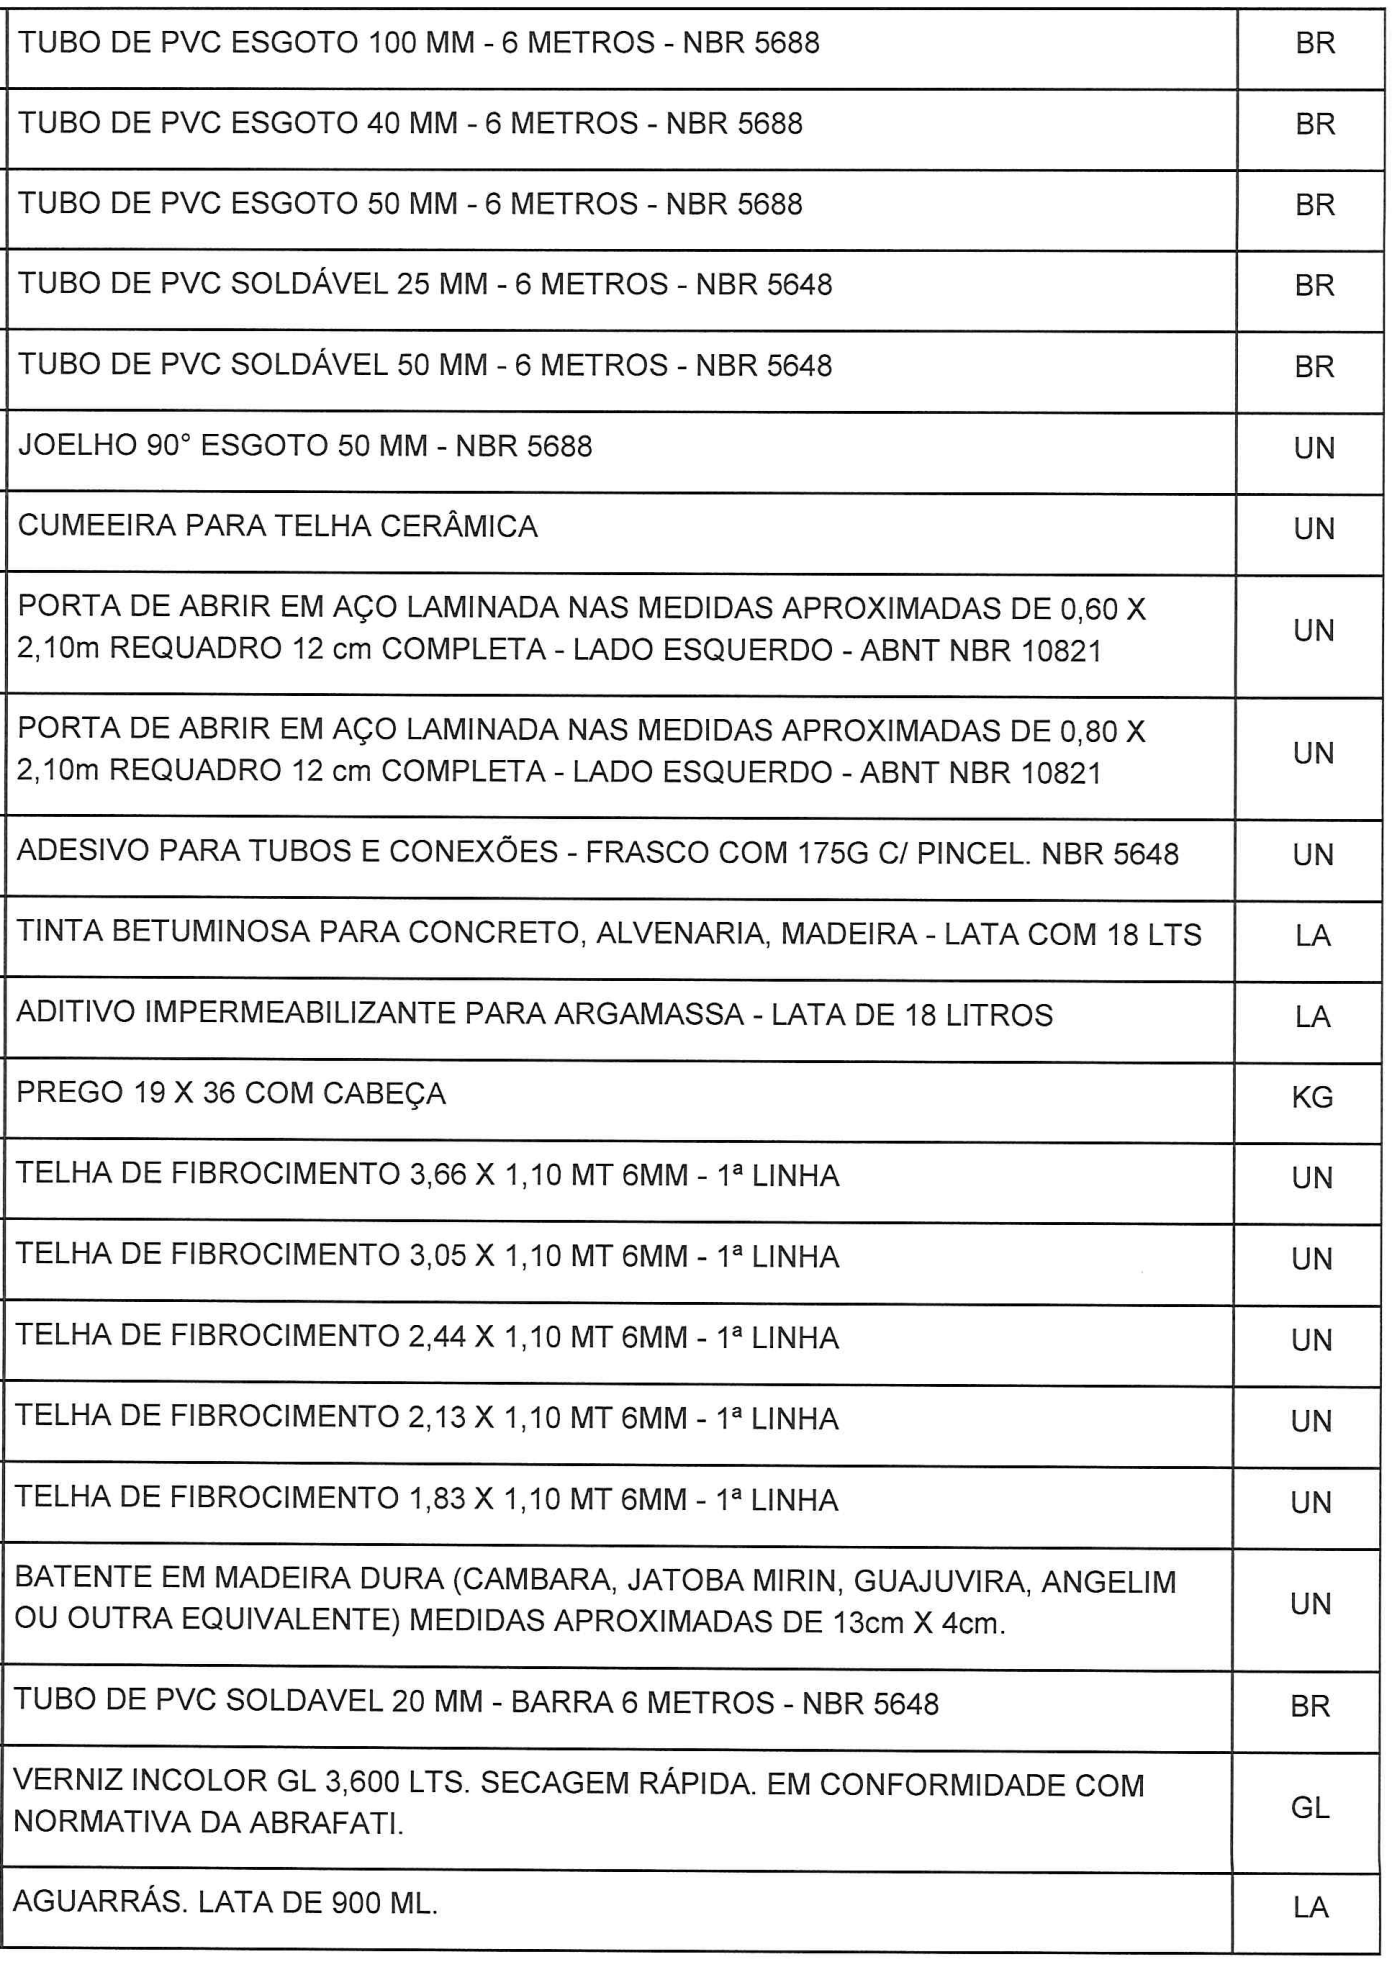 TUBO DE PVC ESGOTO 100 MM - 6 METROS - NBR 5688 BR
TUBO DE PVC ESGOTO 40 MM - 6 METROS - NBR 5688 BR
TUBO DE PVC ESGOTO 50 MM - 6 METROS - NBR 5688 BR
TUBO DE PVC SOLDÁVEL 25 MM - 6 METROS - NBR 5648 BR
TUBO DE PVC SOLDÁVEL 50 MM - 6 METROS - NBR 5648 BR
JOELHO 90° ESGOTO 50 MM - NBR 5688 UN
CUMEEIRA PARA TELHA CERÂMICA UN
PORTA DE ABRIR EM AÇO LAMINADA NAS MEDIDAS APROXIMADAS DE 0,60 X
2,10m REQUADRO 12 cm COMPLETA - LADO ESQUERDO - ABNT NBR 10821 UN
PORTA DE ABRIR EM AÇO LAMINADA NAS MEDIDAS APROXIMADAS DE 0,80 X
2,10m REQUADRO 12 cm COMPLETA - LADO ESQUERDO - ABNT NBR 10821 UN
ADESIVO PARA TUBOS E CONEXÕES - FRASCO COM 175G C/ PINCEL. NBR 5648 UN
TINTA BETUMINOSA PARA CONCRETO, ALVENARIA, MADEIRA - LATA COM 18 LTS LA
ADITIVO IMPERMEABILIZANTE PARA ARGAMASSA - LATA DE 18 LITROS LA
PREGO 19 X 36 COM CABEÇA KG
TELHA DE FIBROCIMENTO 3,66 X 1,10 MT 6MM - 1ª LINHA UN
TELHA DE FIBROCIMENTO 3,05 X 1,10 MT 6MM - 1ª LINHA UN
TELHA DE FIBROCIMENTO 2,44 X 1,10 MT 6MM - 1ª LINHA UN
TELHA DE FIBROCIMENTO 2,13 X 1,10 MT 6MM - 1ª LINHA UN
TELHA DE FIBROCIMENTO 1,83 X 1,10 MT 6MM - 1ª LINHA UN
BATENTE EM MADEIRA DURA (CAMBARA, JATOBA MIRIN, GUAJUVIRA, ANGELIM
OU OUTRA EQUIVALENTE) MEDIDAS APROXIMADAS DE 13cm X 4cm. UN
TUBO DE PVC SOLDAVEL 20 MM - BARRA 6 METROS - NBR 5648 BR
VERNIZ INCOLOR GL 3,600 LTS. SECAGEM RÁPIDA. EM CONFORMIDADE COM
NORMATIVA DA ABRAFATI. GL
AGUARRÁS. LATA DE 900 ML. LA